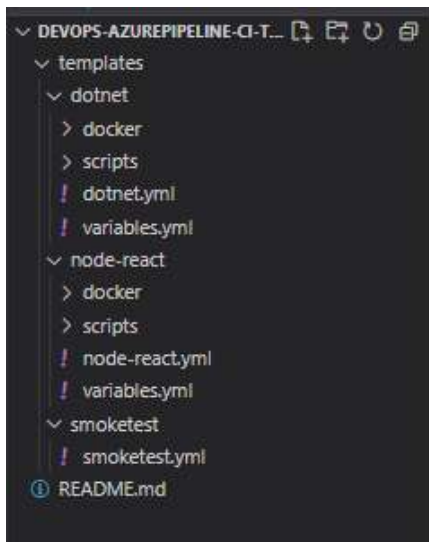 DEVOPS-AZUREPIPELINE-CI-T...
templates
dotnet
docker
scripts
dotnet.yml
variables.yml
node-react
docker
scripts
node-react.yml
variables.yml
smoketest
smoketest.yml
README.md